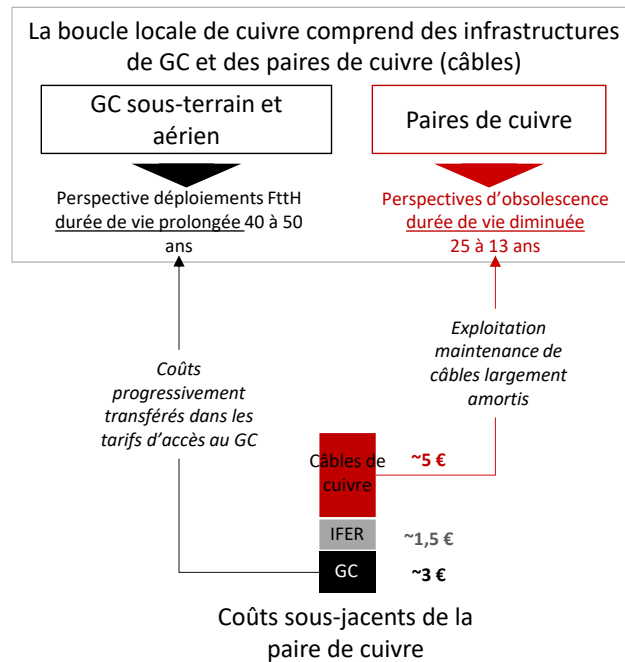 La boucle locale de cuivre comprend des infrastructures
de GC et des paires de cuivre (câbles)
GC sous-terrain et
aérien
Paires de cuivre
Perspective déploiements FttH
durée de vie prolongée 40 à 50
ans
Perspectives d’obsolescence
durée de vie diminuée
25 à 13 ans
Coûts
progressivement
transférés dans les
tarifs d’accès au GC
Exploitation
maintenance de
câbles largement
amortis
Câbles de
cuivre
~5 €
IFER
~1,5 €
GC
~3 €
Coûts sous-jacents de la
paire de cuivre